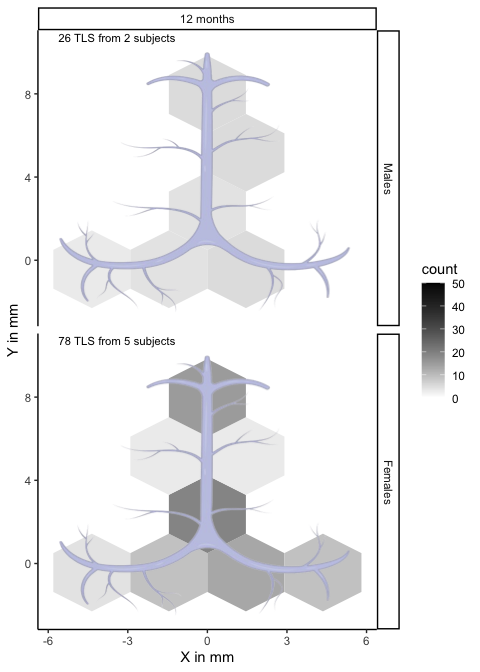 12 months
26 TLS from 2 subjects
8
4
0
Males
78 TLS from 5 subjects
8
4
0
Females
-6 -3 0 3 6
X in mm
Y in mm
count
50
40
30
20
10
0